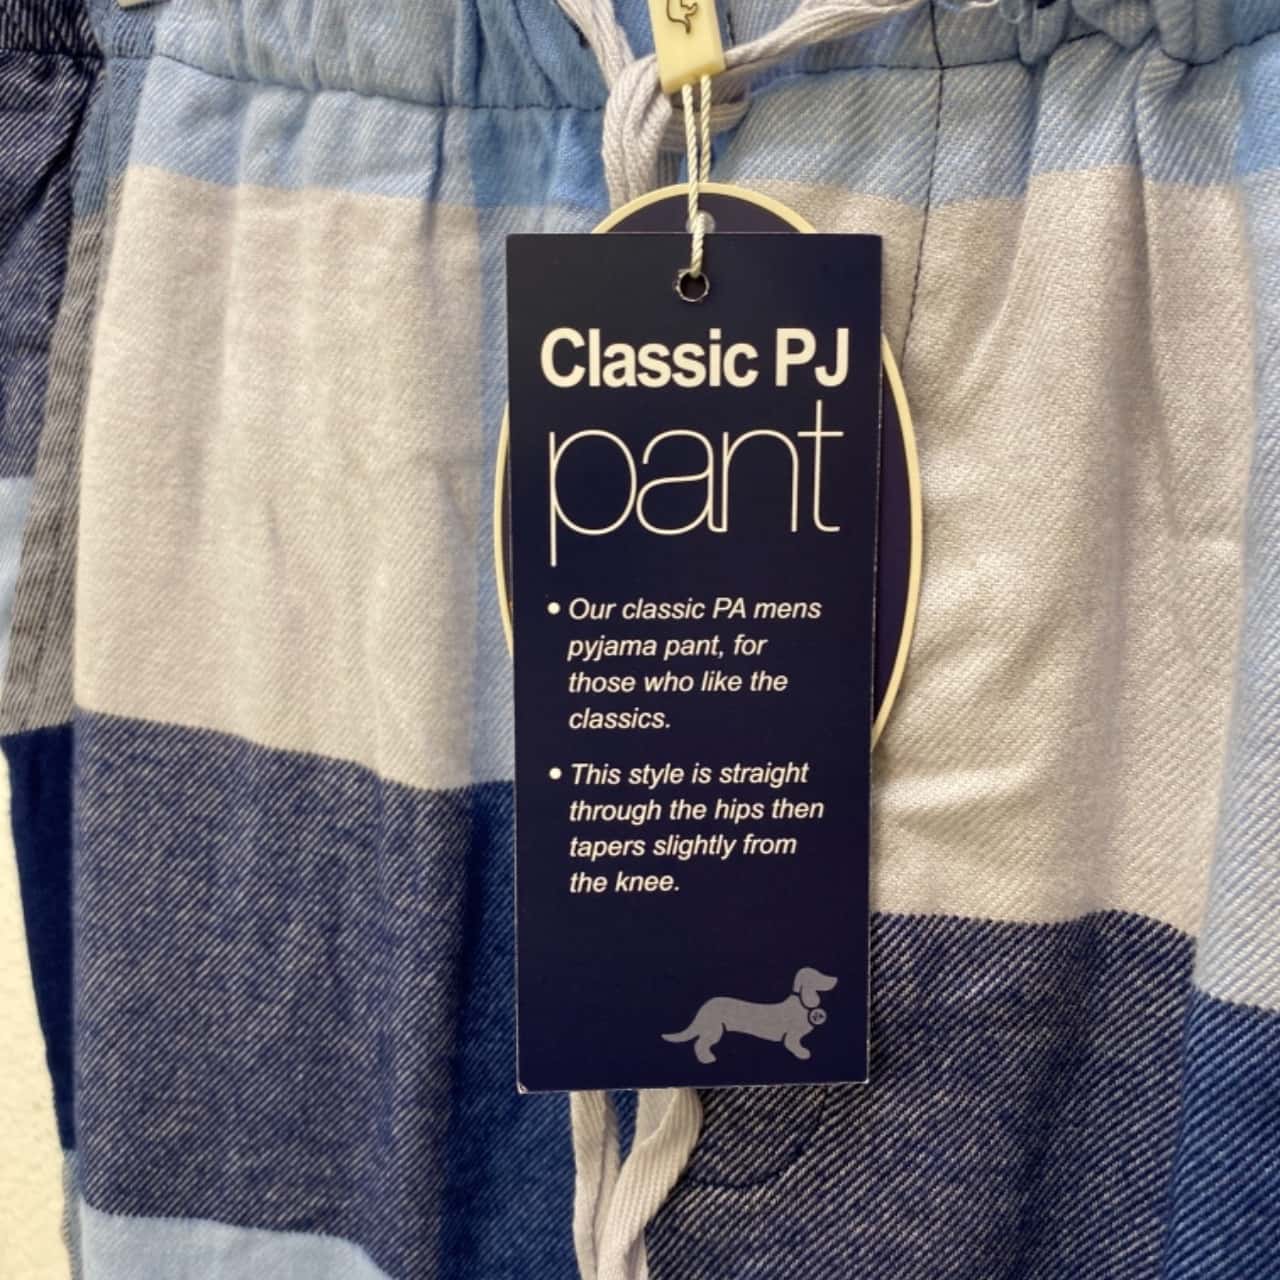 Classic PJ
pant
• Our classic PA mens
pyjama pant, for
those who like the
classics.
• This style is straight
through the hips then
tapers slightly from
the knee.